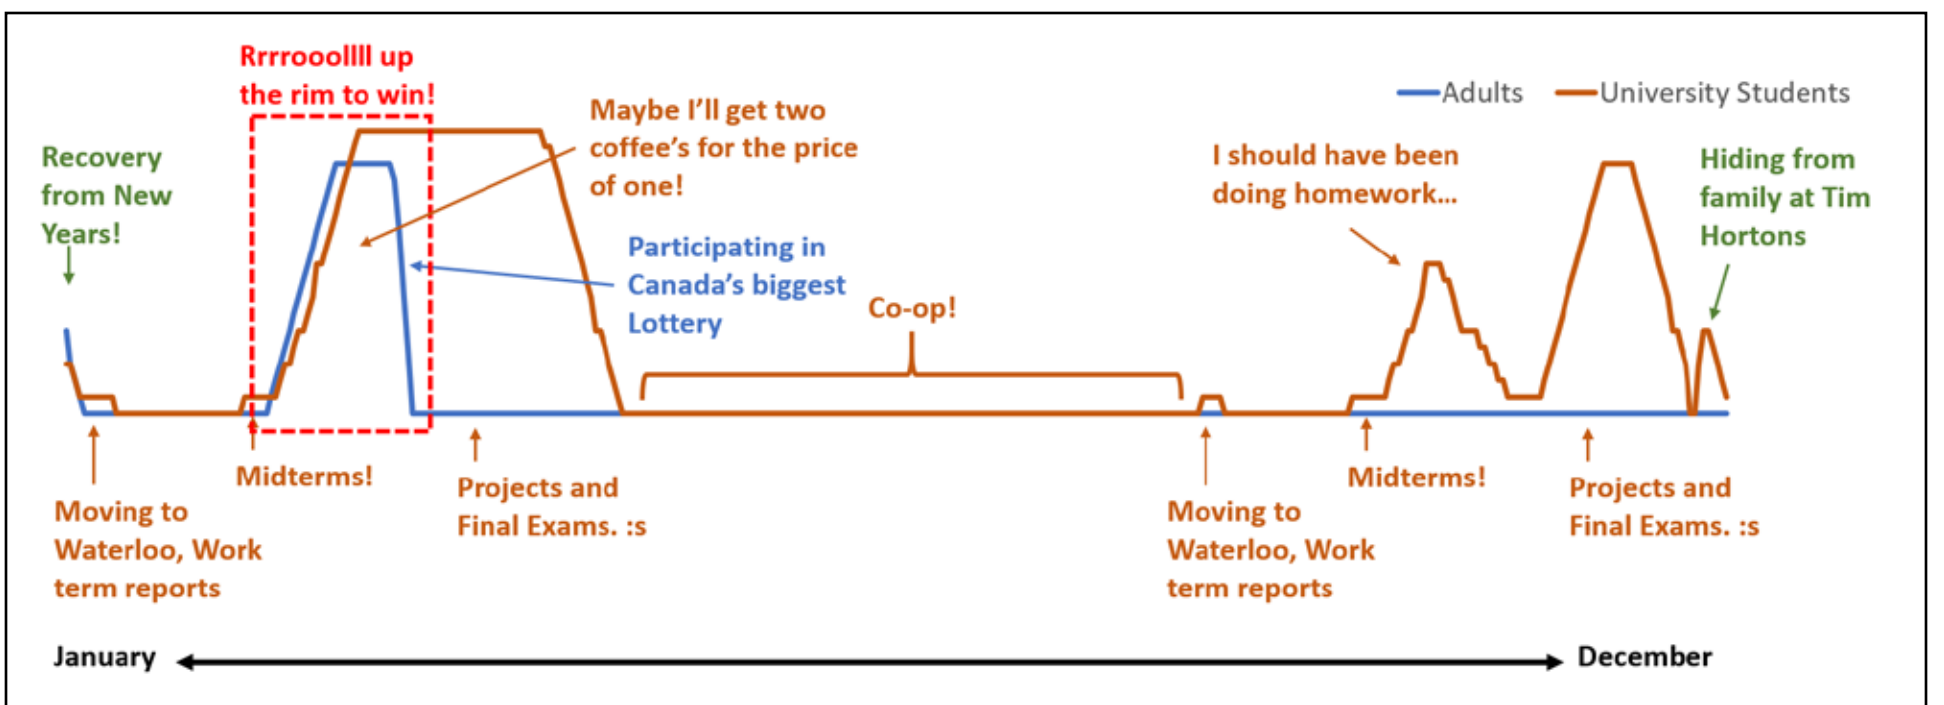 Rrrrooollll up
the rim to win!
Recovery
from New
Years!
Maybe I'll get two
coffee's for the price
of one!
Participating in
Canada's biggest
Lottery
Co-op!
Adults
University Students
I should have been
doing homework...
Hiding from
family at Tim
Hortons
Moving to
Waterloo, Work
term reports
Midterms!
Projects and
Final Exams. :s
Moving to
Waterloo, Work
term reports
Midterms!
Projects and
Final Exams. :s
January
December